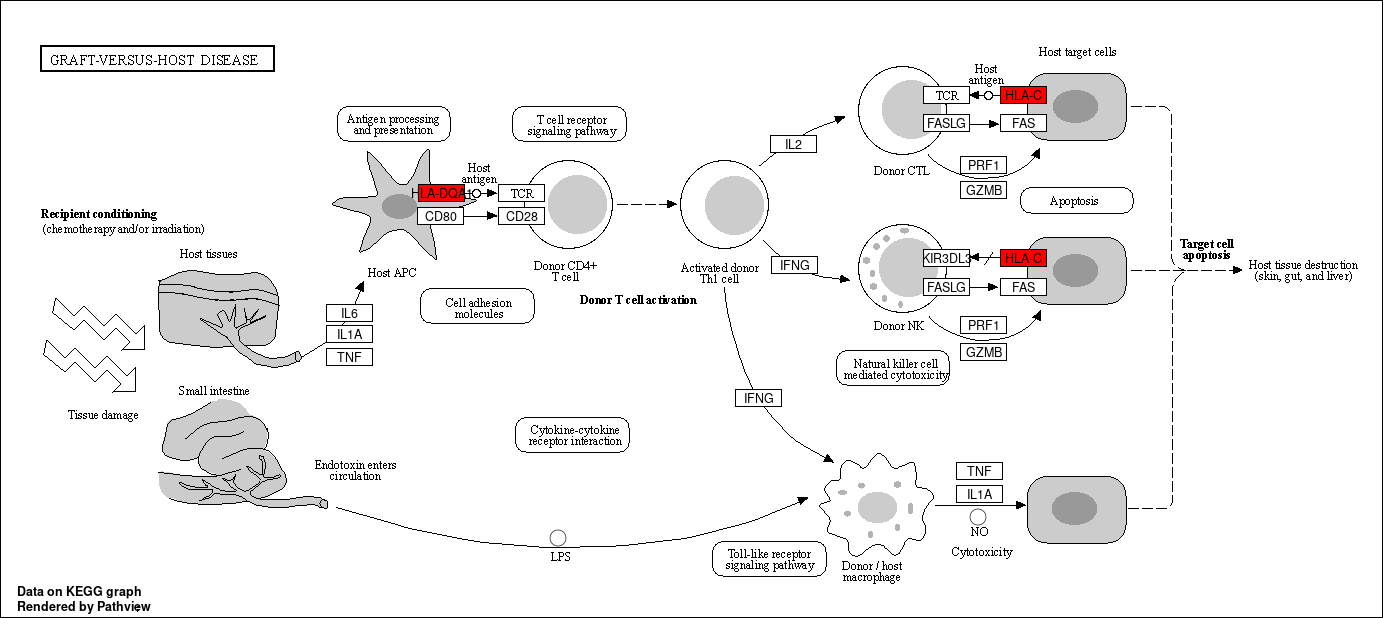 GRAFT-VERSUS-HOST DISEASE
Antigen processing
and presentation
T cell receptor
signaling pathway
Host
antigen
HLA-DQA1
TCR
CD80
CD28
Host APC
Donor CD4+
T cell
Cell adhesion
molecules
Recipient conditioning
(chemotherapy and/or irradiation)
Host tissues
IL6
IL1A
TNF
Tissue damage
Small intestine
Endotoxin enters
circulation
Donor T cell activation
Activated donor
Th1 cell
IL2
IFNG
IFNG
Host target cells
Host
antigen
TCR
HLA-C
FASLG
FAS
Donor CTL
PRF1
GZMB
Apoptosis
KIR3DL3
HLA-C
FASLG
FAS
Donor NK
PRF1
GZMB
Natural killer cell
mediated cytotoxicity
Target cell
apoptosis
Host tissue destruction
(skin, gut, and liver)
Cytokine-cytokine
receptor interaction
LPS
Toll-like receptor
signaling pathway
Donor / host
macrophage
TNF
IL1A
NO
Cytotoxicity
Data on KEGG graph
Rendered by Pathview